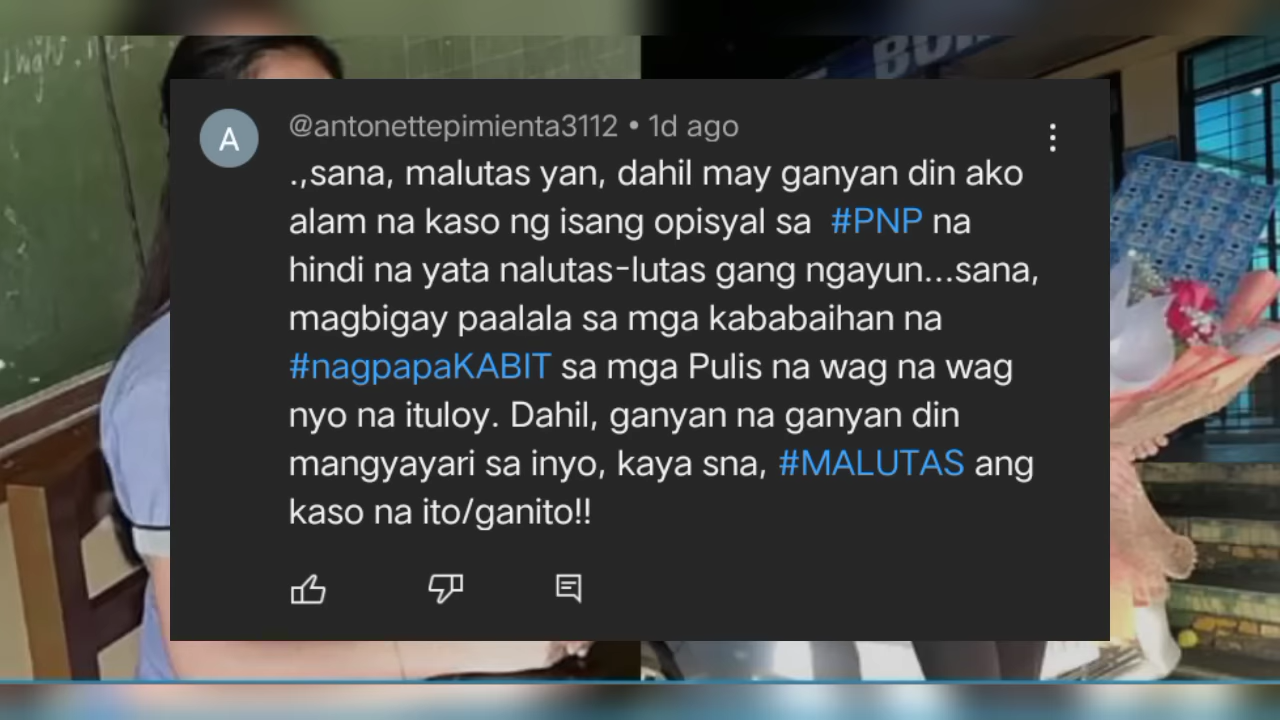 @antonettepimienta3112 • 1d ago
.,sana, malutas yan, dahil may ganyan din ako
alam na kaso ng isang opisyal sa #PNP na
hindi na yata nalutas-lutas gang ngayun...sana,
magbigay paalala sa mga kababaihan na
#nagpapaKABIT sa mga Pulis na wag na wag
nyo na ituloy. Dahil, ganyan na ganyan din
mangyayari sa inyo, kaya sna, #MALUTAS ang
kaso na ito/ganito!!
A